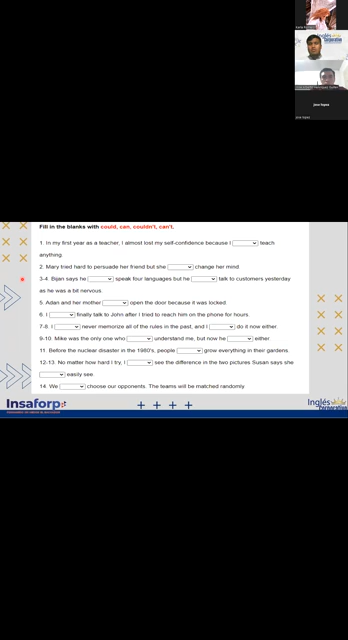 Inglés
Corporativo
jose lopez
jose lopez
Fill in the blanks with could, can, couldn't, can't.
1. In my first year as a teacher, I almost lost my self-confidence because I teach
anything.
2. Mary tried hard to persuade her friend but she change her mind.
3-4. Bijan says he speak four languages but he talk to customers yesterday
as he was a bit nervous.
5. Adan and her mother open the door because it was locked
6. I finally talk to John after I tried to reach him on the phone for hours.
7-8. I never memorize all of the rules in the past, and I do it now either
9-10. Mike was the only one who understand me, but now he either
11. Before the nuclear disaster in the 1980's, people grow everything in their gardens
12-13. No matter how hard I try, I see the difference in the two pictures Susan says she
easily see
14. We choose our opponents. The teams will be matched randomly
Insaforp
Inglés
Corporativo